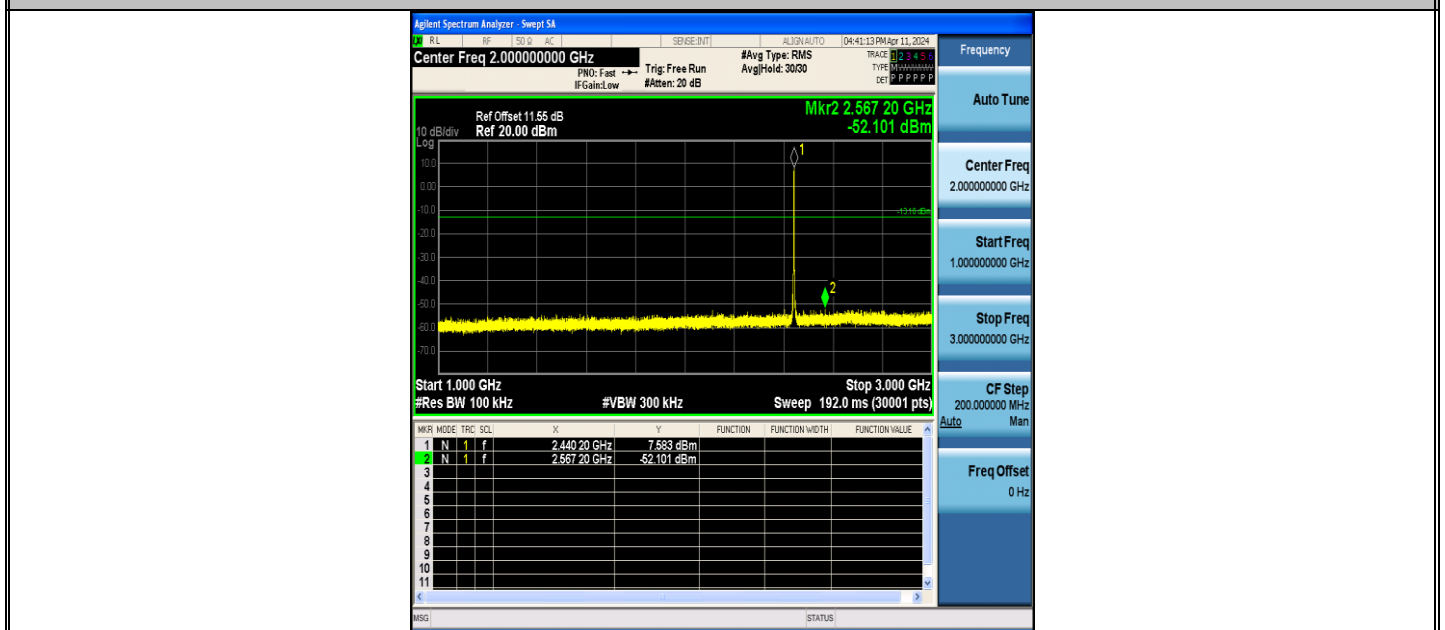 Agilent Spectrum Analyzer - Swept SA
RL RF 50 Ω AC SENSE:INT ALIGN AUTO 04:41:13 PM Apr 11, 2024
Center Freq 2.000000000 GHz #Avg Type: RMS TRACE 1 2 3 4 5 6
PNO: Fast Trig: Free Run Avg|Hold: 30/30 TYPE
IFGain:Low #Atten: 20 dB DET P P P P P P
Mkr2 2.567 20 GHz
Ref Offset 11.55 dB
10 dB/div Ref 20.00 dBm -52.101 dBm
Log
1
10.0
0.00
-10.0
-20.0
-30.0
-40.0
2
-50.0
-60.0
-70.0
Start 1.000 GHz Stop 3.000 GHz
#Res BW 100 kHz #VBW 300 kHz Sweep 192.0 ms (30001 pts)
MKR MODE TRC SCL X Y FUNCTION FUNCTION WIDTH FUNCTION VALUE
1 N 1 f 2.440 20 GHz 7.583 dBm
2 N 1 f 2.567 20 GHz -52.101 dBm
3
4
5
6
7
8
9
10
11
MSG STATUS
Frequency
Auto Tune
Center Freq
2.000000000 GHz
Start Freq
1.000000000 GHz
Stop Freq
3.000000000 GHz
CF Step
200.000000 MHz
Auto Man
Freq Offset
0 Hz